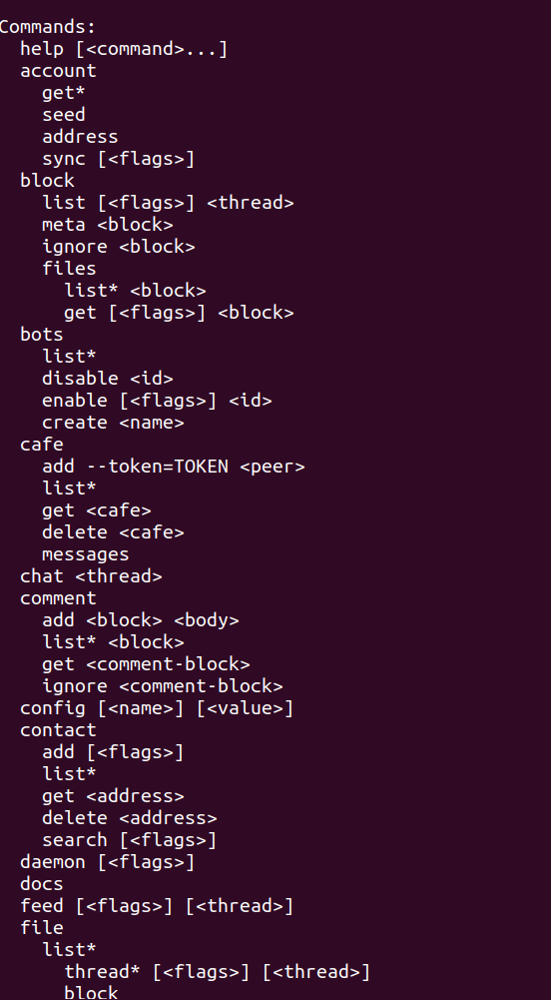 Commands:
  help [<command>...]
  account
    get*
    seed
    address
    sync [<flags>]
  block
    list [<flags>] <thread>
    meta <block>
    ignore <block>
    files
      list* <block>
      get [<flags>] <block>
  bots
    list*
    disable <id>
    enable [<flags>] <id>
    create <name>
  cafe
    add --token=TOKEN <peer>
    list*
    get <cafe>
    delete <cafe>
    messages
  chat <thread>
  comment
    add <block> <body>
    list* <block>
    get <comment-block>
    ignore <comment-block>
  config [<name>] [<value>]
  contact
    add [<flags>]
    list*
    get <address>
    delete <address>
    search [<flags>]
  daemon [<flags>]
  docs
  feed [<flags>] [<thread>]
  file
    list*
      thread* [<flags>] [<thread>]
      block